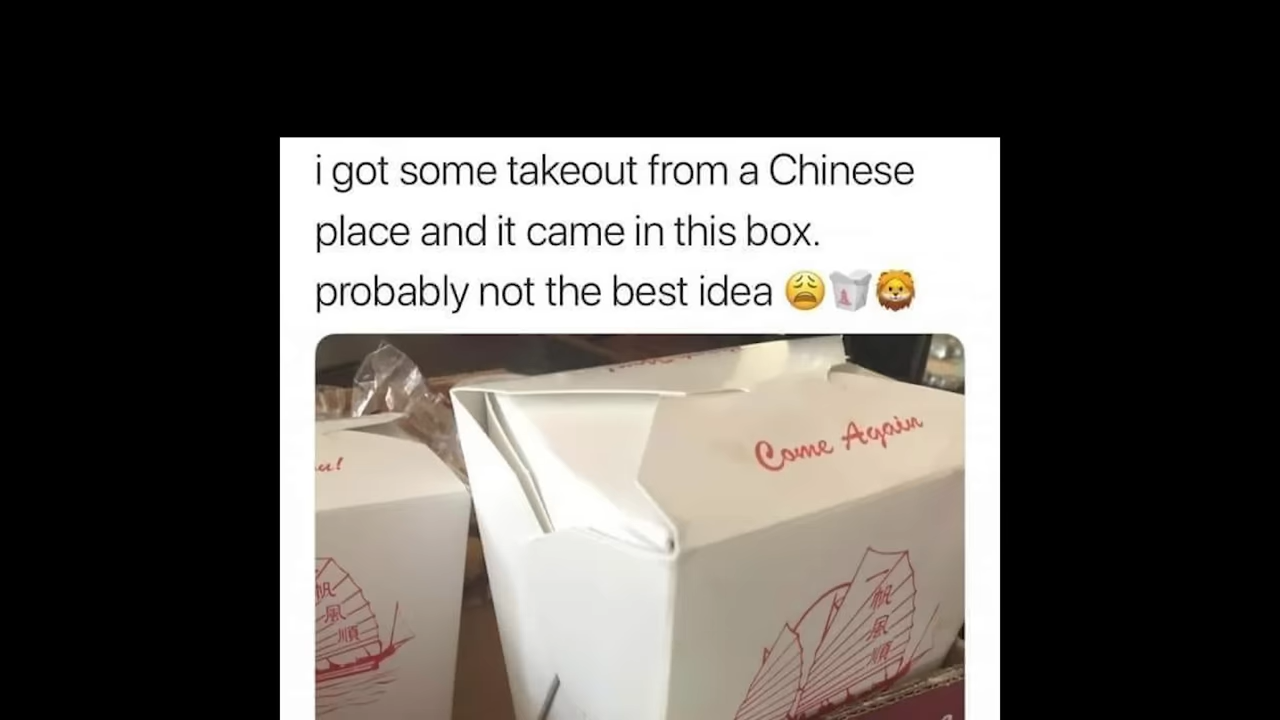 i got some takeout from a Chinese
place and it came in this box.
probably not the best idea 😩🥡🦁
Come Again
帆
風
順
一
帆
風
順